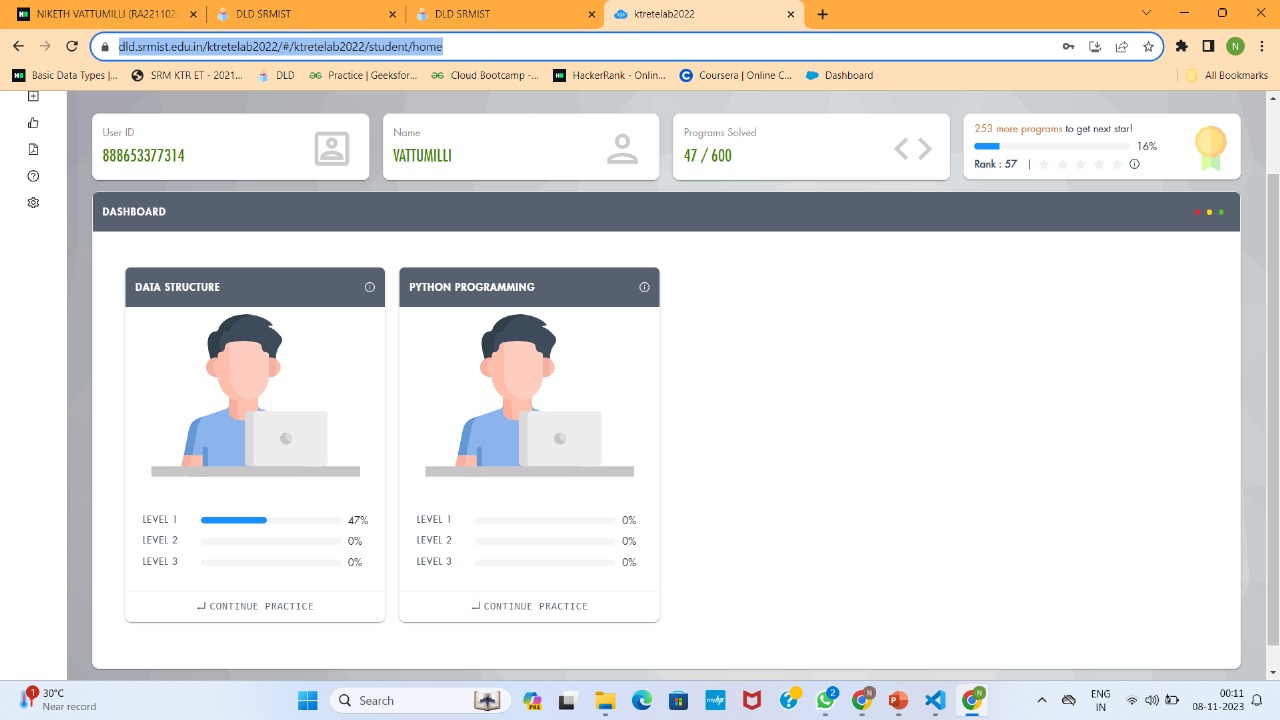 NIKETH VATTUMILLI (RA2211028
DLD SRMIST
DLD SRMIST
ktretelab2022
dld.srmist.edu.in/ktretelab2022/#/ktretelab2022/student/home
N
Basic Data Types |...
SRM KTR ET - 2021...
DLD
Practice | Geeksfor...
Cloud Bootcamp -...
HackerRank - Onlin...
Coursera | Online C...
Dashboard
All Bookmarks
User ID
888653377314
Name
VATTUMILLI
Programs Solved
47 / 600
253 more programs to get next star!
16%
Rank : 57 |
DASHBOARD
DATA STRUCTURE
LEVEL 1 47%
LEVEL 2 0%
LEVEL 3 0%
CONTINUE PRACTICE
PYTHON PROGRAMMING
LEVEL 1 0%
LEVEL 2 0%
LEVEL 3 0%
CONTINUE PRACTICE
1
30°C
Near record
Search
PRE
2
N
N
ENG
IN
00:11
08-11-2023